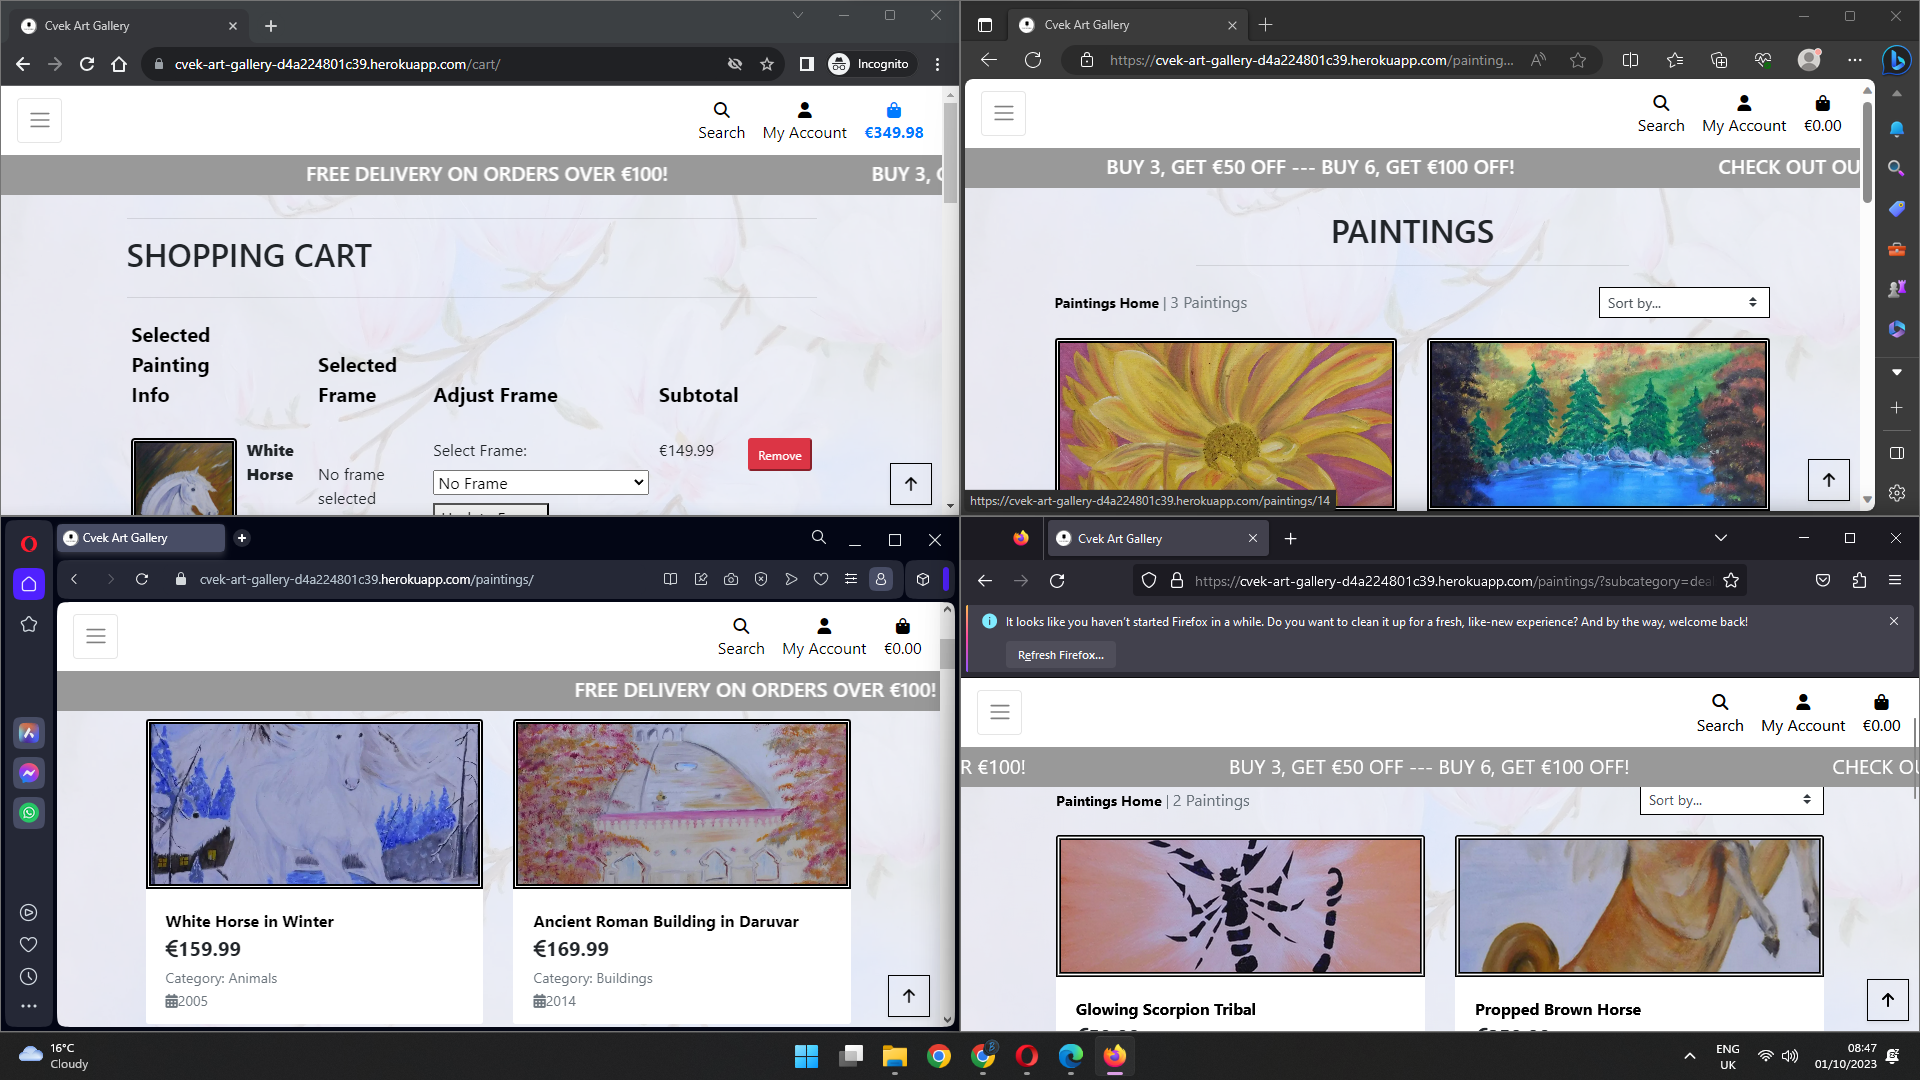 Cvek Art Gallery
cvek-art-gallery-d4a224801c39.herokuapp.com/cart/
Incognito
Search
My Account
€349.98
FREE DELIVERY ON ORDERS OVER €100!
BUY 3,
SHOPPING CART
Selected Painting Info
Selected Frame
Adjust Frame
Subtotal
White Horse
No frame selected
Select Frame:
No Frame
€149.99
Remove
Cvek Art Gallery
https://cvek-art-gallery-d4a224801c39.herokuapp.com/painting...
Search
My Account
€0.00
BUY 3, GET €50 OFF --- BUY 6, GET €100 OFF!
CHECK OUT OU
PAINTINGS
Paintings Home | 3 Paintings
Sort by...
https://cvek-art-gallery-d4a224801c39.herokuapp.com/paintings/14
Cvek Art Gallery
cvek-art-gallery-d4a224801c39.herokuapp.com/paintings/
Search
My Account
€0.00
FREE DELIVERY ON ORDERS OVER €100!
White Horse in Winter
€159.99
Category: Animals
2005
Ancient Roman Building in Daruvar
€169.99
Category: Buildings
2014
Cvek Art Gallery
https://cvek-art-gallery-d4a224801c39.herokuapp.com/paintings/?subcategory=dea
It looks like you haven't started Firefox in a while. Do you want to clean it up for a fresh, like-new experience? And by the way, welcome back!
Refresh Firefox...
Search
My Account
€0.00
R €100!
BUY 3, GET €50 OFF --- BUY 6, GET €100 OFF!
CHECK OU
Paintings Home | 2 Paintings
Sort by...
Glowing Scorpion Tribal
Propped Brown Horse
16°C
Cloudy
ENG
UK
08:47
01/10/2023